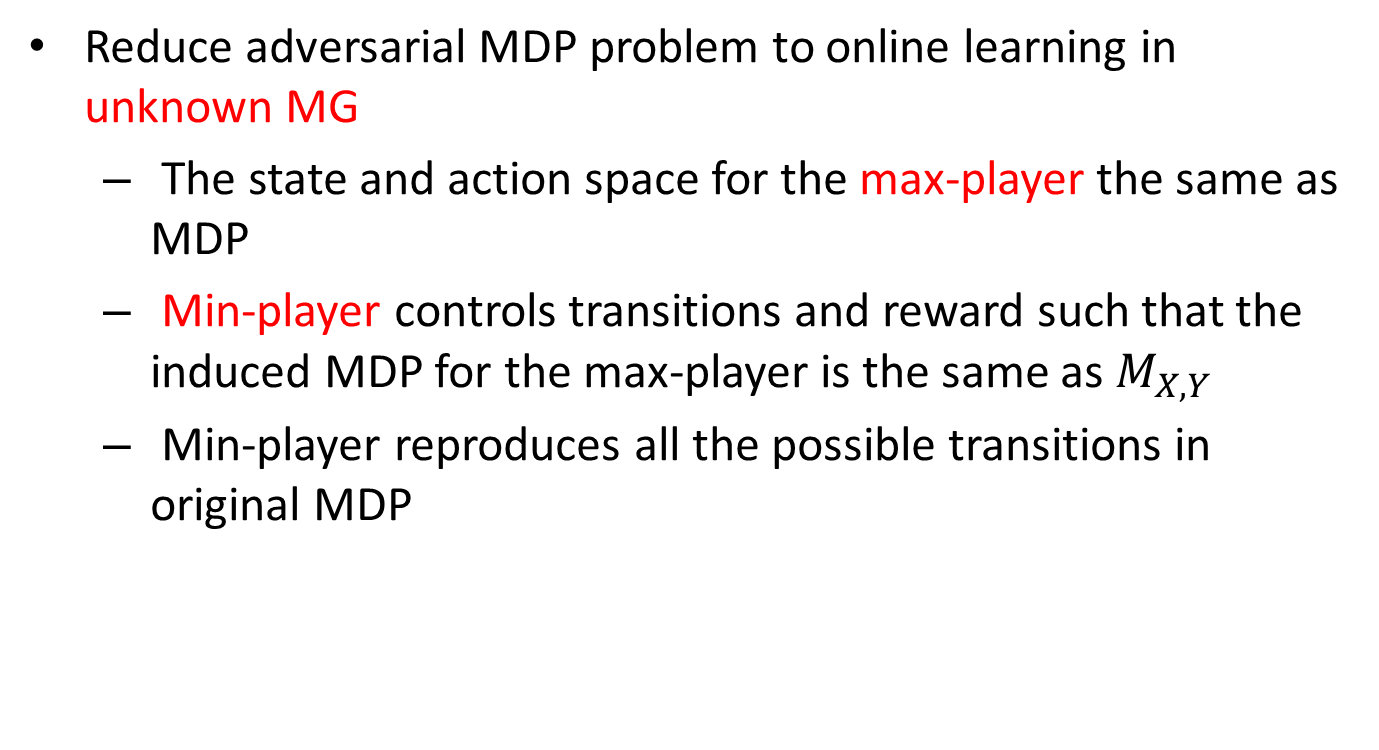 • Reduce adversarial MDP problem to online learning in
unknown MG
– The state and action space for the max-player the same as
MDP
– Min-player controls transitions and reward such that the
induced MDP for the max-player is the same as $M_{X,Y}$
– Min-player reproduces all the possible transitions in
original MDP